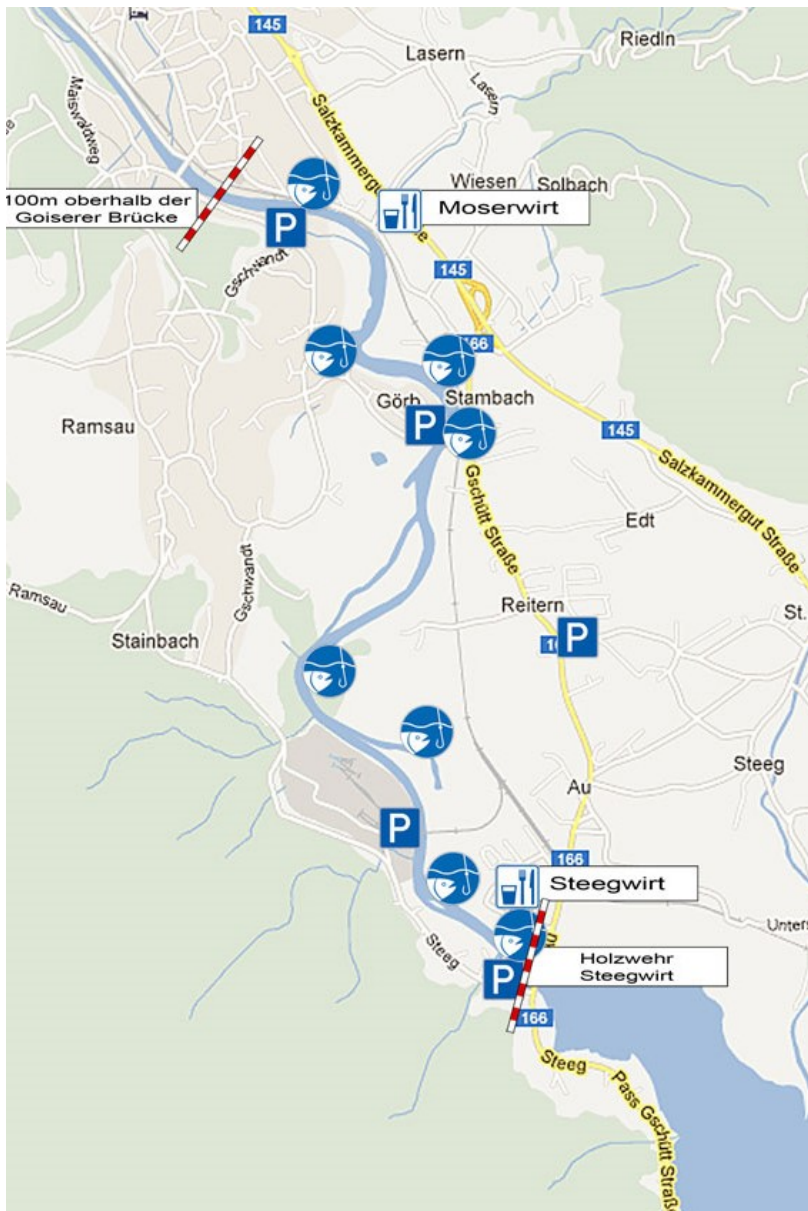 145
Lasern
Riedln
Maiswaldweg
Lasern
Salzkammergut
100m oberhalb der
Goiserer Brücke
P
Wiesen
Solbach
Moserwirt
Gschwandt
145
166
Görb
Stambach
P
Ramsau
145
Gschütt Straße
Salzkammergut Straße
Edt
Gschwandt
Ramsau
Reitern
St.
P
Stainbach
Steeg
Au
P
166
Steegwirt
Unters
Steeg
Holzwehr
Steegwirt
P
166
Steeg
Pass Gschütt Straße